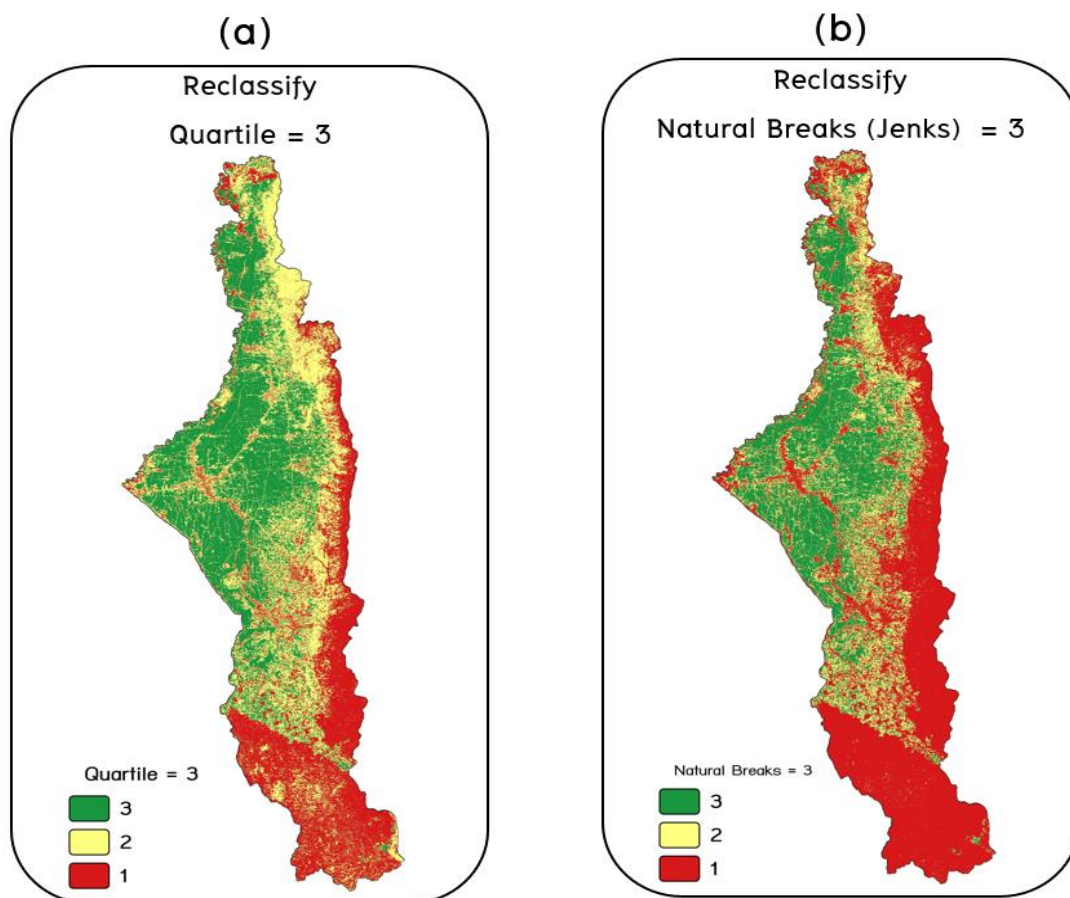 (a)
Reclassify
Quartile = 3
Quartile = 3
3
2
1
(b)
Reclassify
Natural Breaks (Jenks) = 3
Natural Breaks = 3
3
2
1